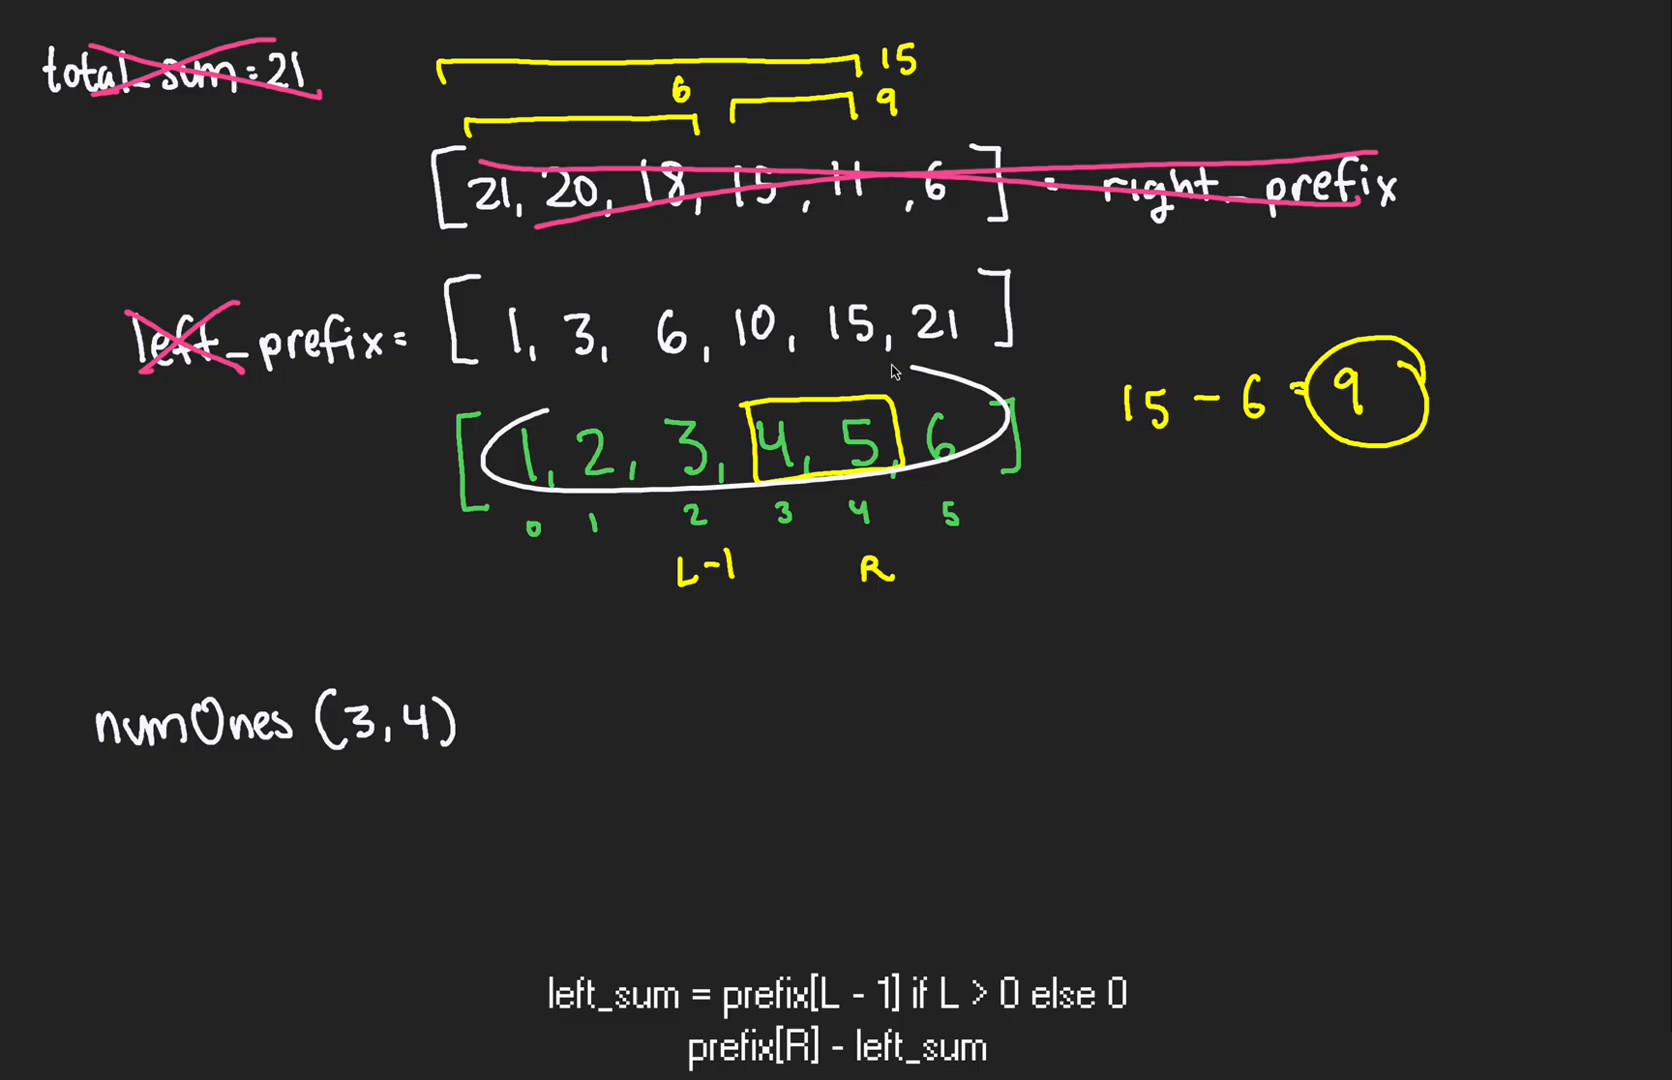 total_sum = 21
15
6
9
[21, 20, 18, 15, 11, 6] = right_prefix
left_prefix = [1, 3, 6, 10, 15, 21]
15 - 6 = 9
[1, 2, 3, 4, 5, 6]
0 1 2 3 4 5
L-1 R
numOnes (3,4)
left_sum = prefix[L - 1] if L > 0 else 0
prefix[R] - left_sum